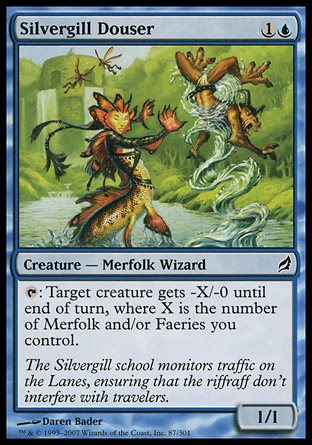 Silvergill Douser 1
Creature — Merfolk Wizard
: Target creature gets -X/-0 until
end of turn, where X is the number
of Merfolk and/or Faeries you
control.
The Silvergill school monitors traffic on
the Lanes, ensuring that the riffraff don't
interfere with travelers.
Daren Bader
™ & © 1993–2007 Wizards of the Coast, Inc. 87/301
1/1